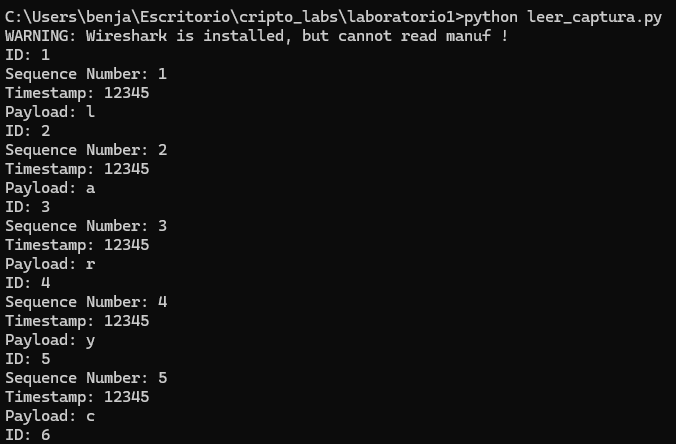 C:\Users\benja\Escritorio\cripto_labs\laboratorio1>python leer_captura.py
WARNING: Wireshark is installed, but cannot read manuf !
ID: 1
Sequence Number: 1
Timestamp: 12345
Payload: l
ID: 2
Sequence Number: 2
Timestamp: 12345
Payload: a
ID: 3
Sequence Number: 3
Timestamp: 12345
Payload: r
ID: 4
Sequence Number: 4
Timestamp: 12345
Payload: y
ID: 5
Sequence Number: 5
Timestamp: 12345
Payload: c
ID: 6